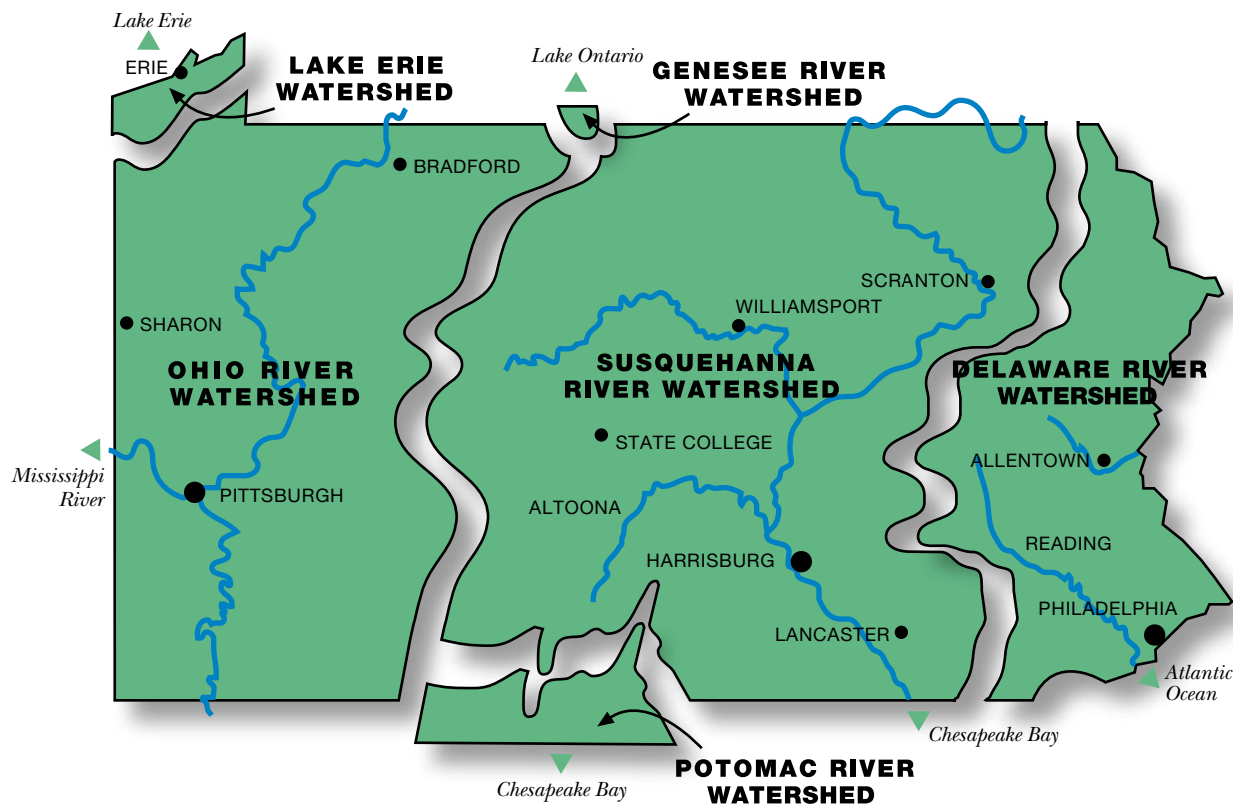 Lake Erie
ERIE
LAKE ERIE
WATERSHED
Lake Ontario
GENESEE RIVER
WATERSHED
BRADFORD
SCRANTON
WILLIAMSPORT
SHARON
OHIO RIVER
WATERSHED
SUSQUEHANNA
RIVER WATERSHED
DELAWARE RIVER
WATERSHED
STATE COLLEGE
ALLENTOWN
Mississippi
River
PITTSBURGH
ALTOONA
READING
HARRISBURG
PHILADELPHIA
LANCASTER
Atlantic
Ocean
Chesapeake Bay
POTOMAC RIVER
WATERSHED
Chesapeake Bay